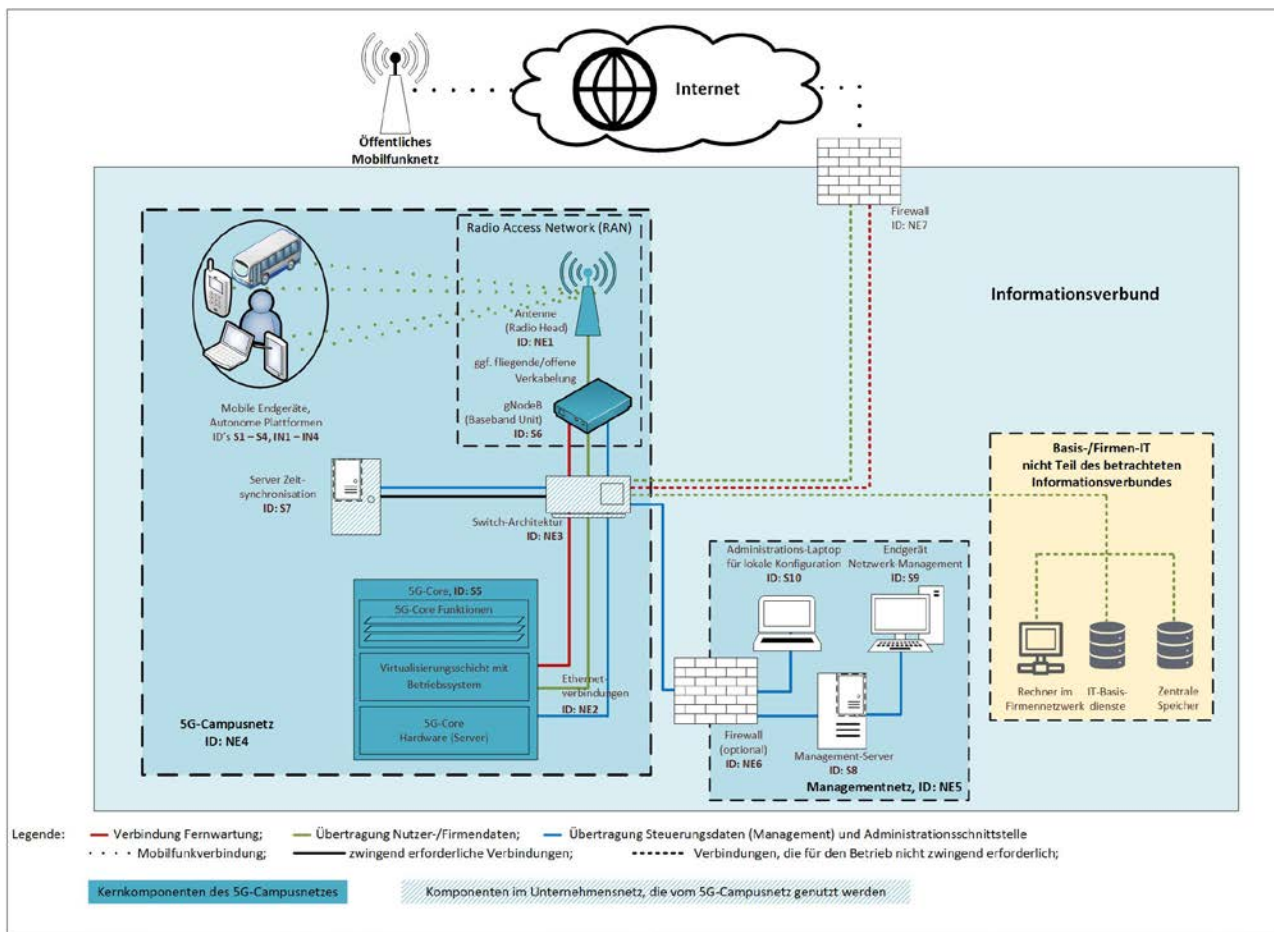 Internet
Öffentliches
Mobilfunknetz
Firewall
ID: NE7
Radio Access Network (RAN)
Informationsverbund
Antenne
(Radio Head)
ID: NE1
ggf. fliegende/offene
Verkabelung
gNodeB
(Baseband Unit)
ID: S6
Mobile Endgeräte,
Autonome Plattformen
ID's S1 – S4, IN1 – IN4
Server Zeit-
synchronisation
ID: S7
Switch-Architektur
ID: NE3
Basis-/Firmen-IT
nicht Teil des betrachteten
Informationsverbundes
Administrations-Laptop
für lokale Konfiguration
ID: S10
Endgerät
Netzwerk-Management
ID: S9
5G-Core, ID: S5
5G-Core Funktionen
Virtualisierungsschicht mit
Betriebssystem
5G-Core
Hardware (Server)
Ethernet-
verbindungen
ID: NE2
5G-Campusnetz
ID: NE4
Firewall
(optional)
ID: NE6
Management-Server
ID: S8
Managementnetz, ID: NE5
Rechner im
Firmennetzwerk
IT-Basis-
dienste
Zentrale
Speicher
Legende:
Verbindung Fernwartung;
Übertragung Nutzer-/Firmendaten;
Übertragung Steuerungsdaten (Management) und Administrationsschnittstelle
Mobilfunkverbindung;
zwingend erforderliche Verbindungen;
Verbindungen, die für den Betrieb nicht zwingend erforderlich;
Kernkomponenten des 5G-Campusnetzes
Komponenten im Unternehmensnetz, die vom 5G-Campusnetz genutzt werden